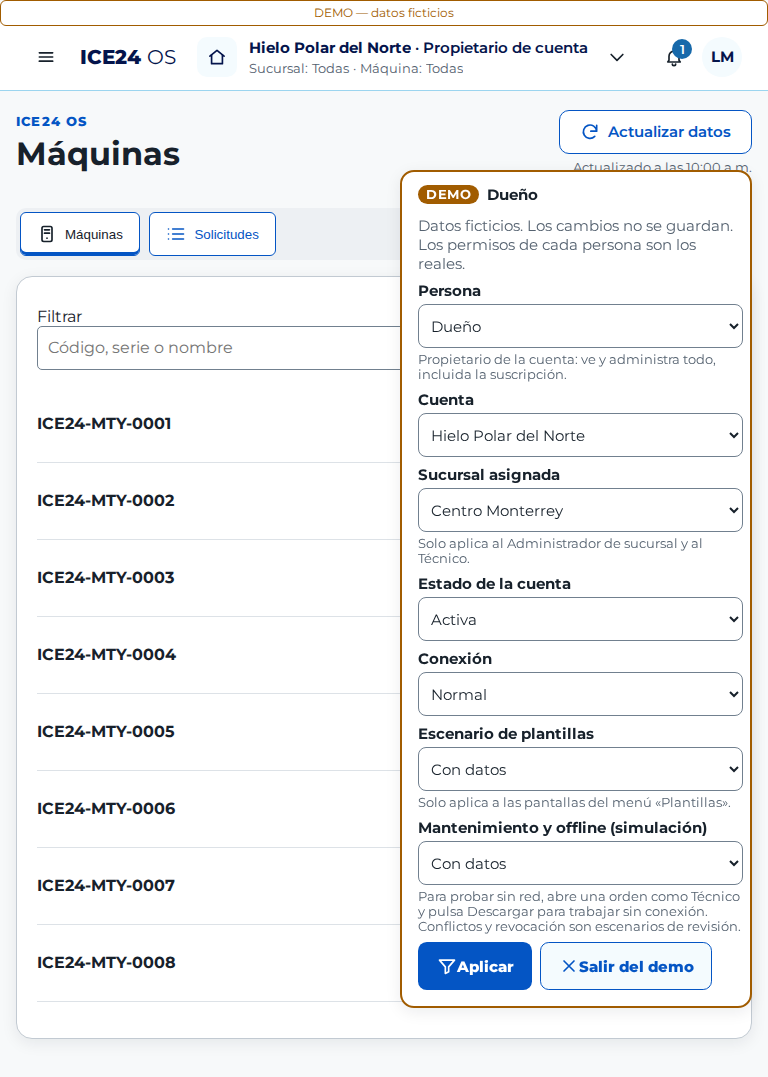 DEMO — datos ficticios
ICE24 OS
Hielo Polar del Norte · Propietario de cuenta
Sucursal: Todas · Máquina: Todas
1
LM
ICE24 OS
Máquinas
Actualizar datos
Actualizado a las 10:00 a.m.
Máquinas
Solicitudes
Filtrar
Código, serie o nombre
ICE24-MTY-0001
ICE24-MTY-0002
ICE24-MTY-0003
ICE24-MTY-0004
ICE24-MTY-0005
ICE24-MTY-0006
ICE24-MTY-0007
ICE24-MTY-0008
DEMO Dueño
Datos ficticios. Los cambios no se guardan.
Los permisos de cada persona son los
reales.
Persona
Dueño
Propietario de la cuenta: ve y administra todo,
incluida la suscripción.
Cuenta
Hielo Polar del Norte
Sucursal asignada
Centro Monterrey
Solo aplica al Administrador de sucursal y al
Técnico.
Estado de la cuenta
Activa
Conexión
Normal
Escenario de plantillas
Con datos
Solo aplica a las pantallas del menú «Plantillas».
Mantenimiento y offline (simulación)
Con datos
Para probar sin red, abre una orden como Técnico
y pulsa Descargar para trabajar sin conexión.
Conflictos y revocación son escenarios de revisión.
Aplicar
Salir del demo